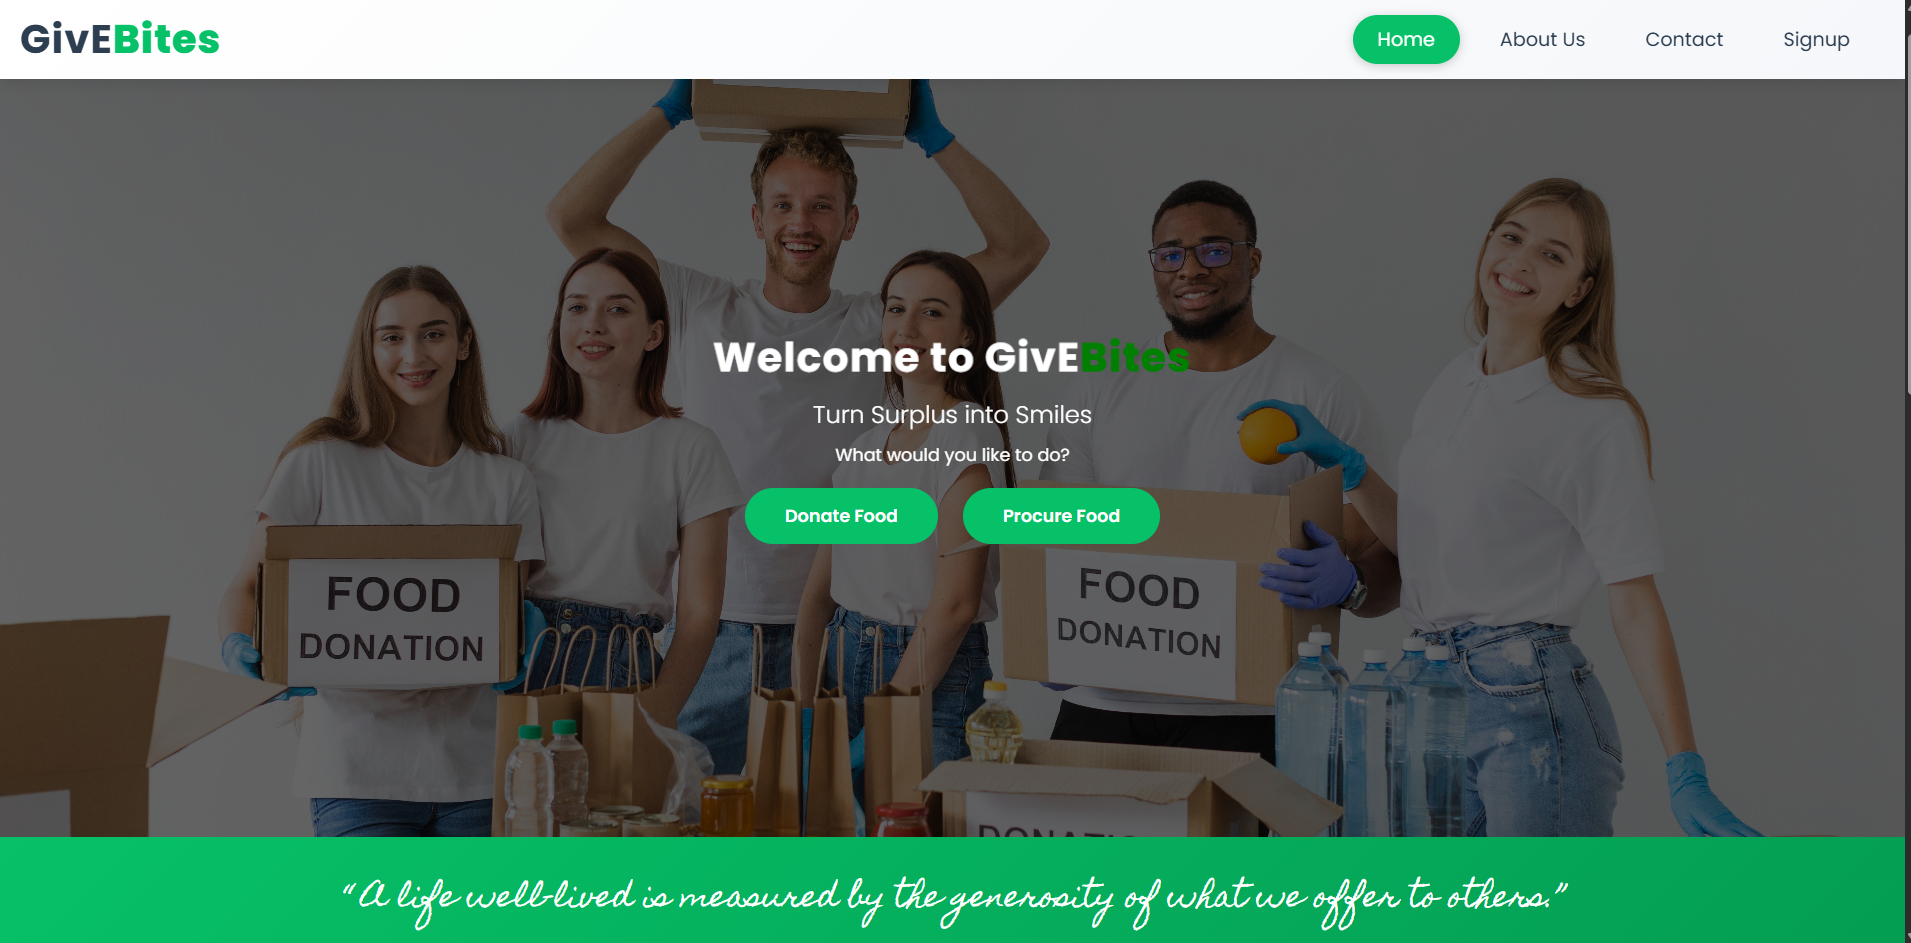 GivEBites
Home About Us Contact Signup
Welcome to GivEBites
Turn Surplus into Smiles
What would you like to do?
Donate Food Procure Food
FOOD
DONATION
FOOD
DONATION
“A life well-lived is measured by the generosity of what we offer to others.”